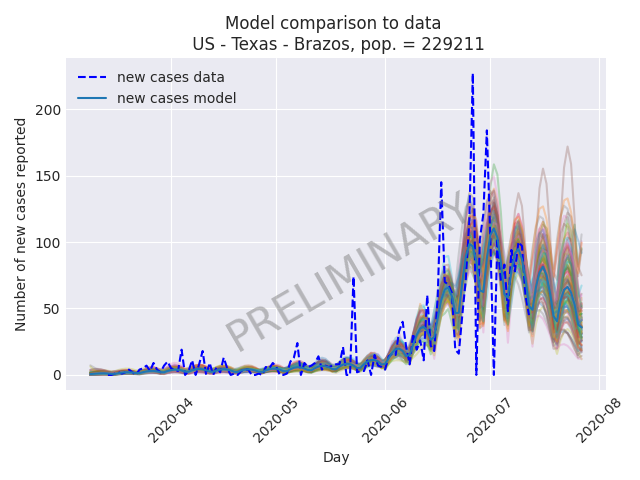 Model comparison to data
US - Texas - Brazos, pop. = 229211
new cases data
new cases model
PRELIMINARY
Number of new cases reported
200
150
100
50
0
2020-04
2020-05
2020-06
2020-07
2020-08
Day